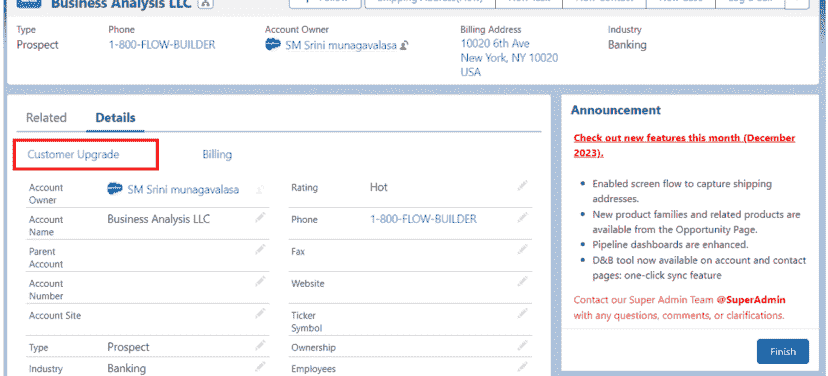 Business Analysis LLC
Type
Prospect
Phone
1-800-FLOW-BUILDER
Account Owner
SM Srini munagavalasa
Billing Address
10020 6th Ave
New York, NY 10020
USA
Industry
Banking
Related Details
Customer Upgrade Billing
Account Owner SM Srini munagavalasa
Rating Hot
Account Name Business Analysis LLC
Phone 1-800-FLOW-BUILDER
Parent Account
Fax
Account Number
Website
Account Site
Ticker Symbol
Type Prospect
Ownership
Industry Banking
Employees
Announcement
Check out new features this month (December
2023).
Enabled screen flow to capture shipping
addresses.
New product families and related products are
available from the Opportunity Page.
Pipeline dashboards are enhanced.
D&B tool now available on account and contact
pages: one-click sync feature
Contact our Super Admin Team @SuperAdmin
with any questions, comments, or clarifications.
Finish